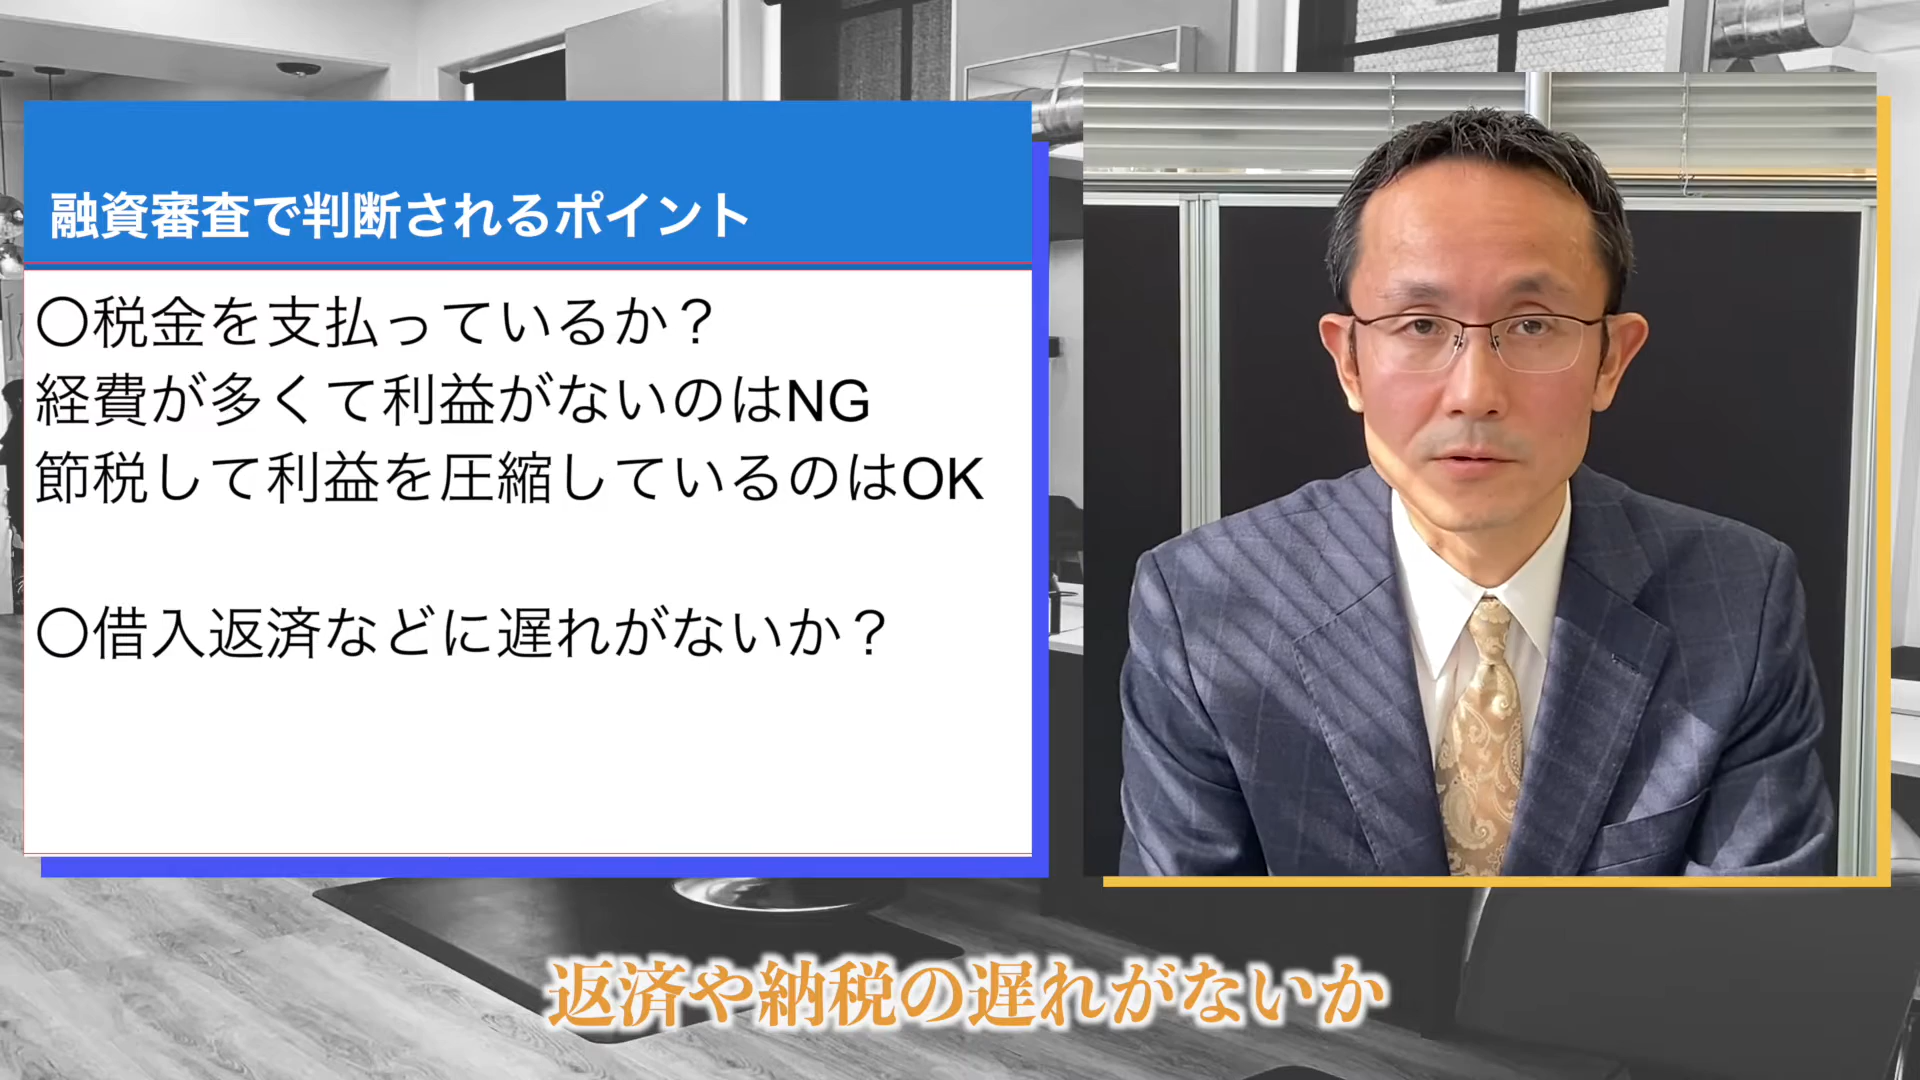 融資審査で判断されるポイント
〇税金を支払っているか？
経費が多くて利益がないのはNG
節税して利益を圧縮しているのはOK
〇借入返済などに遅れがないか？
返済や納税の遅れがないか